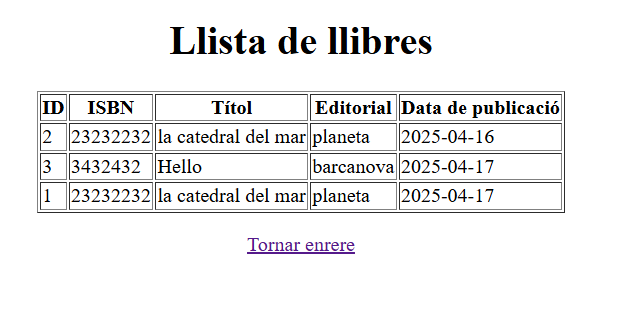 Llista de llibres
ID ISBN Títol Editorial Data de publicació
2 23232232 la catedral del mar planeta 2025-04-16
3 3432432 Hello barcanova 2025-04-17
1 23232232 la catedral del mar planeta 2025-04-17
Tornar enrere